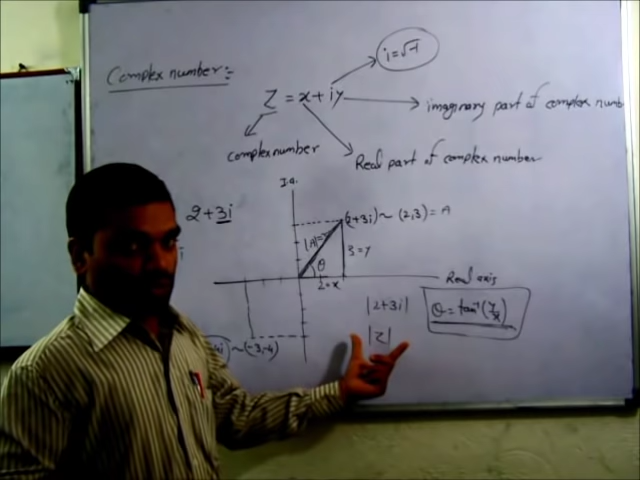 Complex number:=
i=√-1
Z = x+iy
imaginary part of complex numb
complex number
Real part of complex number
I.a.
2+3i
(2+3i) ~ (2,3) = A
|A|=r
θ
3=y
2=x
Real axis
i
|2+3i|
θ = tan⁻¹(y/x)
4i) ~ (-3,-4)
|z|